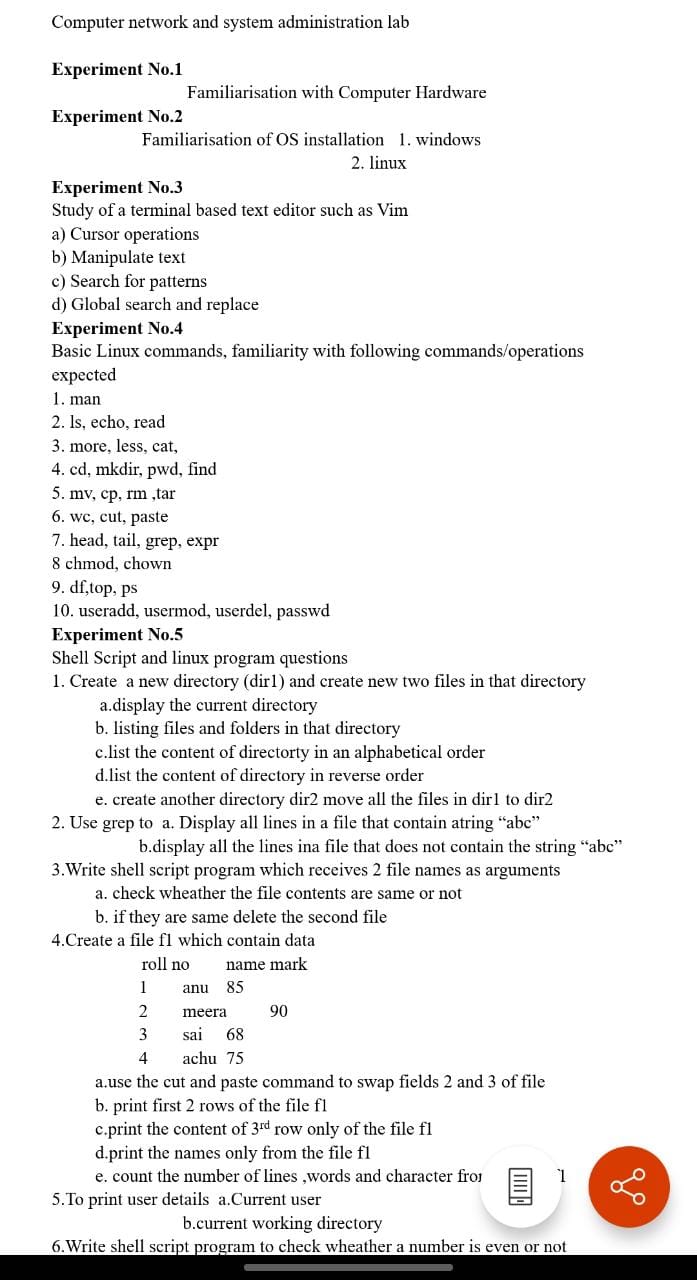 Computer network and system administration lab
Experiment No.1
Familiarisation with Computer Hardware
Experiment No.2
Familiarisation of OS installation 1. windows
2. linux
Experiment No.3
Study of a terminal based text editor such as Vim
a) Cursor operations
b) Manipulate text
c) Search for patterns
d) Global search and replace
Experiment No.4
Basic Linux commands, familiarity with following commands/operations
expected
1. man
2. ls, echo, read
3. more, less, cat,
4. cd, mkdir, pwd, find
5. mv, cp, rm ,tar
6. wc, cut, paste
7. head, tail, grep, expr
8 chmod, chown
9. df,top, ps
10. useradd, usermod, userdel, passwd
Experiment No.5
Shell Script and linux program questions
1. Create a new directory (dir1) and create new two files in that directory
a.display the current directory
b. listing files and folders in that directory
c.list the content of directorty in an alphabetical order
d.list the content of directory in reverse order
e. create another directory dir2 move all the files in dir1 to dir2
2. Use grep to a. Display all lines in a file that contain atring “abc”
b.display all the lines ina file that does not contain the string “abc”
3.Write shell script program which receives 2 file names as arguments
a. check wheather the file contents are same or not
b. if they are same delete the second file
4.Create a file f1 which contain data
roll no name mark
1 anu 85
2 meera 90
3 sai 68
4 achu 75
a.use the cut and paste command to swap fields 2 and 3 of file
b. print first 2 rows of the file f1
c.print the content of 3rd row only of the file f1
d.print the names only from the file f1
e. count the number of lines ,words and character
5.To print user details a.Current user
b.current working directory
6.Write shell script program to check wheather a number is even or not